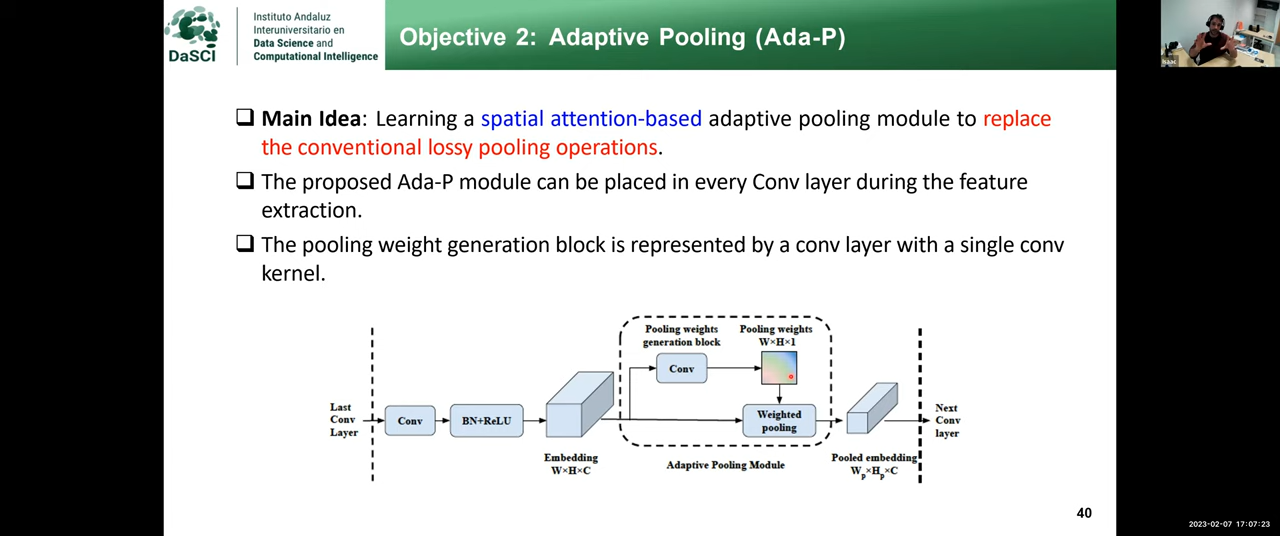 DaSCI
Instituto Andaluz
Interuniversitario en
Data Science and
Computational Intelligence
Objective 2: Adaptive Pooling (Ada-P)
Isaac
Main Idea: Learning a spatial attention-based adaptive pooling module to replace
the conventional lossy pooling operations.
The proposed Ada-P module can be placed in every Conv layer during the feature
extraction.
The pooling weight generation block is represented by a conv layer with a single conv
kernel.
Pooling weights
generation block
Pooling weights
W×H×1
Conv
Last
Conv
Layer
Conv
BN+ReLU
Weighted
pooling
Next
Conv
layer
Embedding
W×H×C
Adaptive Pooling Module
Pooled embedding
Wp×Hp×C
40
2023-02-07 17:07:23